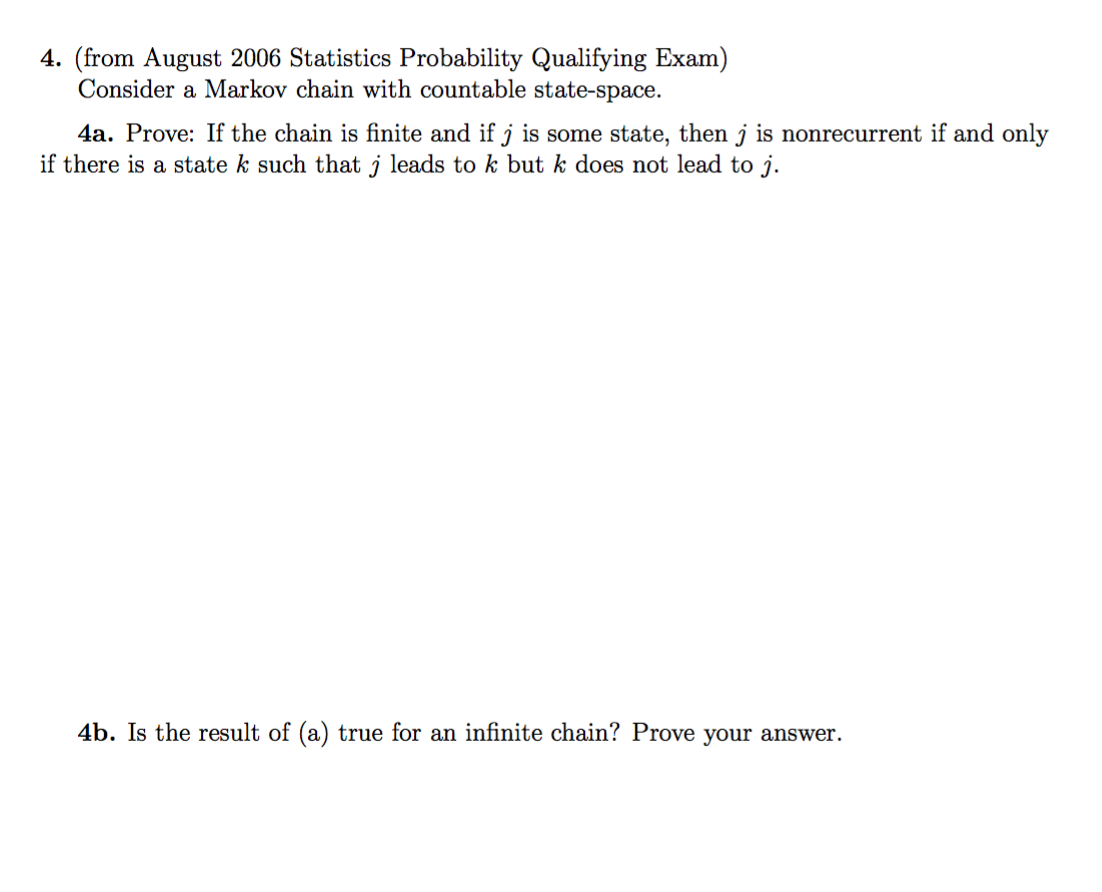 4. (from August 2006 Statistics Probability Qualifying Exam)
Consider a Markov chain with countable state-space.
4a. Prove: If the chain is finite and if j is some state, then j is nonrecurrent if and only
if there is a state k such that j leads to k but k does not lead to j.
4b. Is the result of (a) true for an infinite chain? Prove your answer.